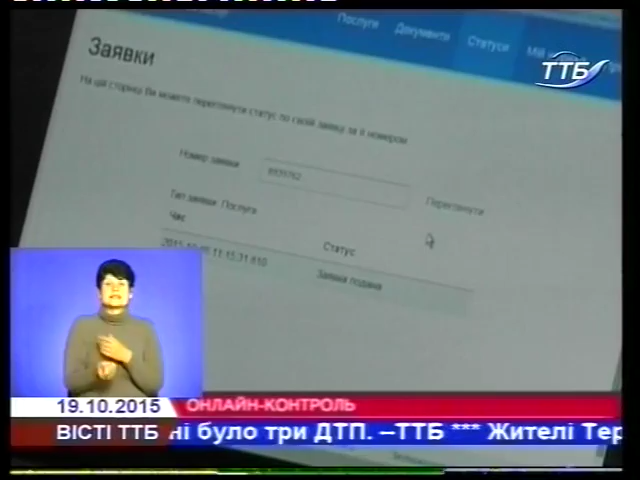 Послуги Документи Статуси Мій
ТТБ
Заявки
На цій сторінці Ви можете переглянути статус по своїй заявці за її номером
Номер заявки
Переглянути
Тип заявки: Послуга
Час Статус
Заявка подана
19.10.2015 ОНЛАЙН-КОНТРОЛЬ
ВІСТІ ТТБ ні було три ДТП. –ТТБ *** Жителі Тер